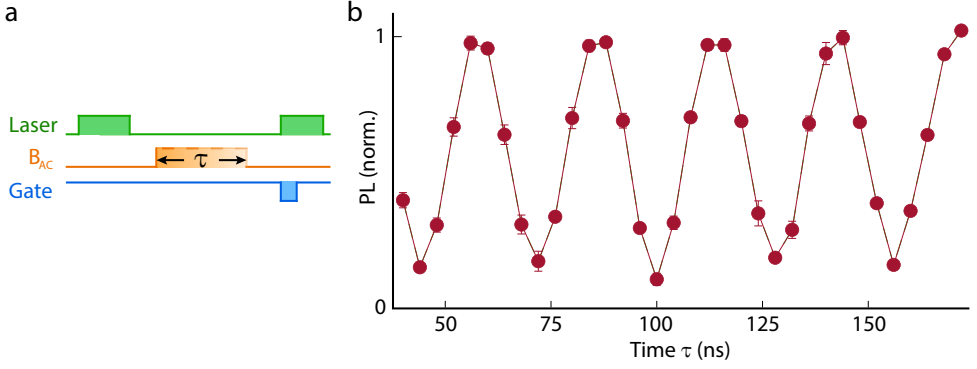 a
Laser
B_AC
τ
Gate
b
PL (norm.)
1
0
50
75
100
125
150
Time τ (ns)